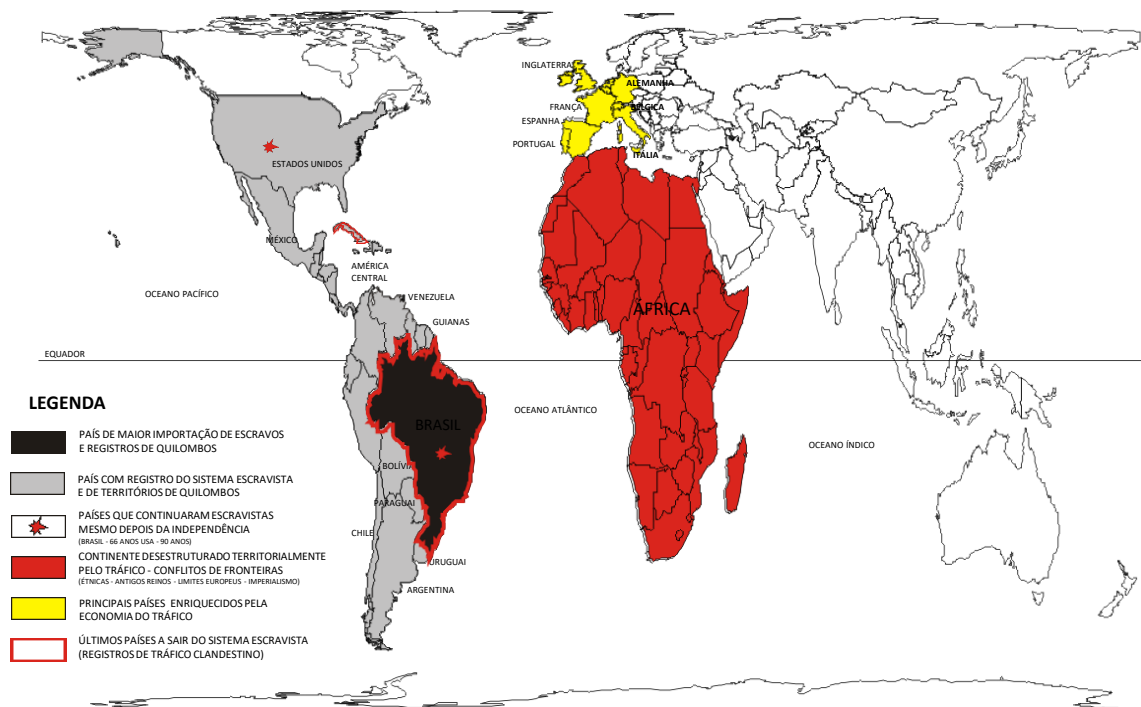 INGLATERRA
ALEMANHA
FRANÇA
BÉLGICA
ESPANHA
PORTUGAL
ITÁLIA
ESTADOS UNIDOS
MÉXICO
AMÉRICA
CENTRAL
OCEANO PACÍFICO
VENEZUELA
GUIANAS
ÁFRICA
EQUADOR
OCEANO ATLÂNTICO
BRASIL
OCEANO ÍNDICO
BOLÍVIA
PARAGUAI
CHILE
URUGUAI
ARGENTINA
LEGENDA
PAÍS DE MAIOR IMPORTAÇÃO DE ESCRAVOS
E REGISTROS DE QUILOMBOS
PAÍS COM REGISTRO DO SISTEMA ESCRAVISTA
E DE TERRITÓRIOS DE QUILOMBOS
PAÍSES QUE CONTINUARAM ESCRAVISTAS
MESMO DEPOIS DA INDEPENDÊNCIA
(BRASIL - 66 ANOS USA - 90 ANOS)
CONTINENTE DESESTRUTURADO TERRITORIALMENTE
PELO TRÁFICO - CONFLITOS DE FRONTEIRAS
(ÉTNICAS - ANTIGOS REINOS - LIMITES EUROPEUS - IMPERIALISMO)
PRINCIPAIS PAÍSES ENRIQUECIDOS PELA
ECONOMIA DO TRÁFICO
ÚLTIMOS PAÍSES A SAIR DO SISTEMA ESCRAVISTA
(REGISTROS DE TRÁFICO CLANDESTINO)